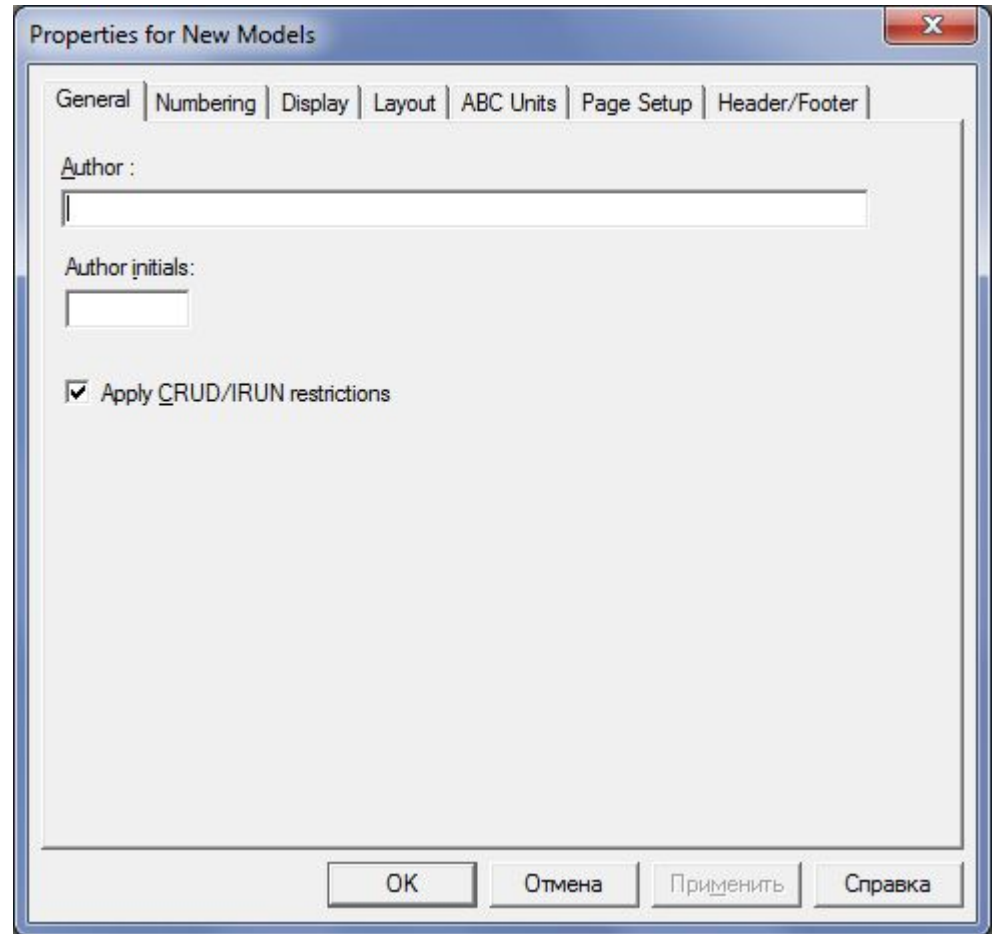 Properties for New Models
General Numbering Display Layout ABC Units Page Setup Header/Footer
Author :
Author initials:
Apply CRUD/IRUN restrictions
OK Отмена Применить Справка